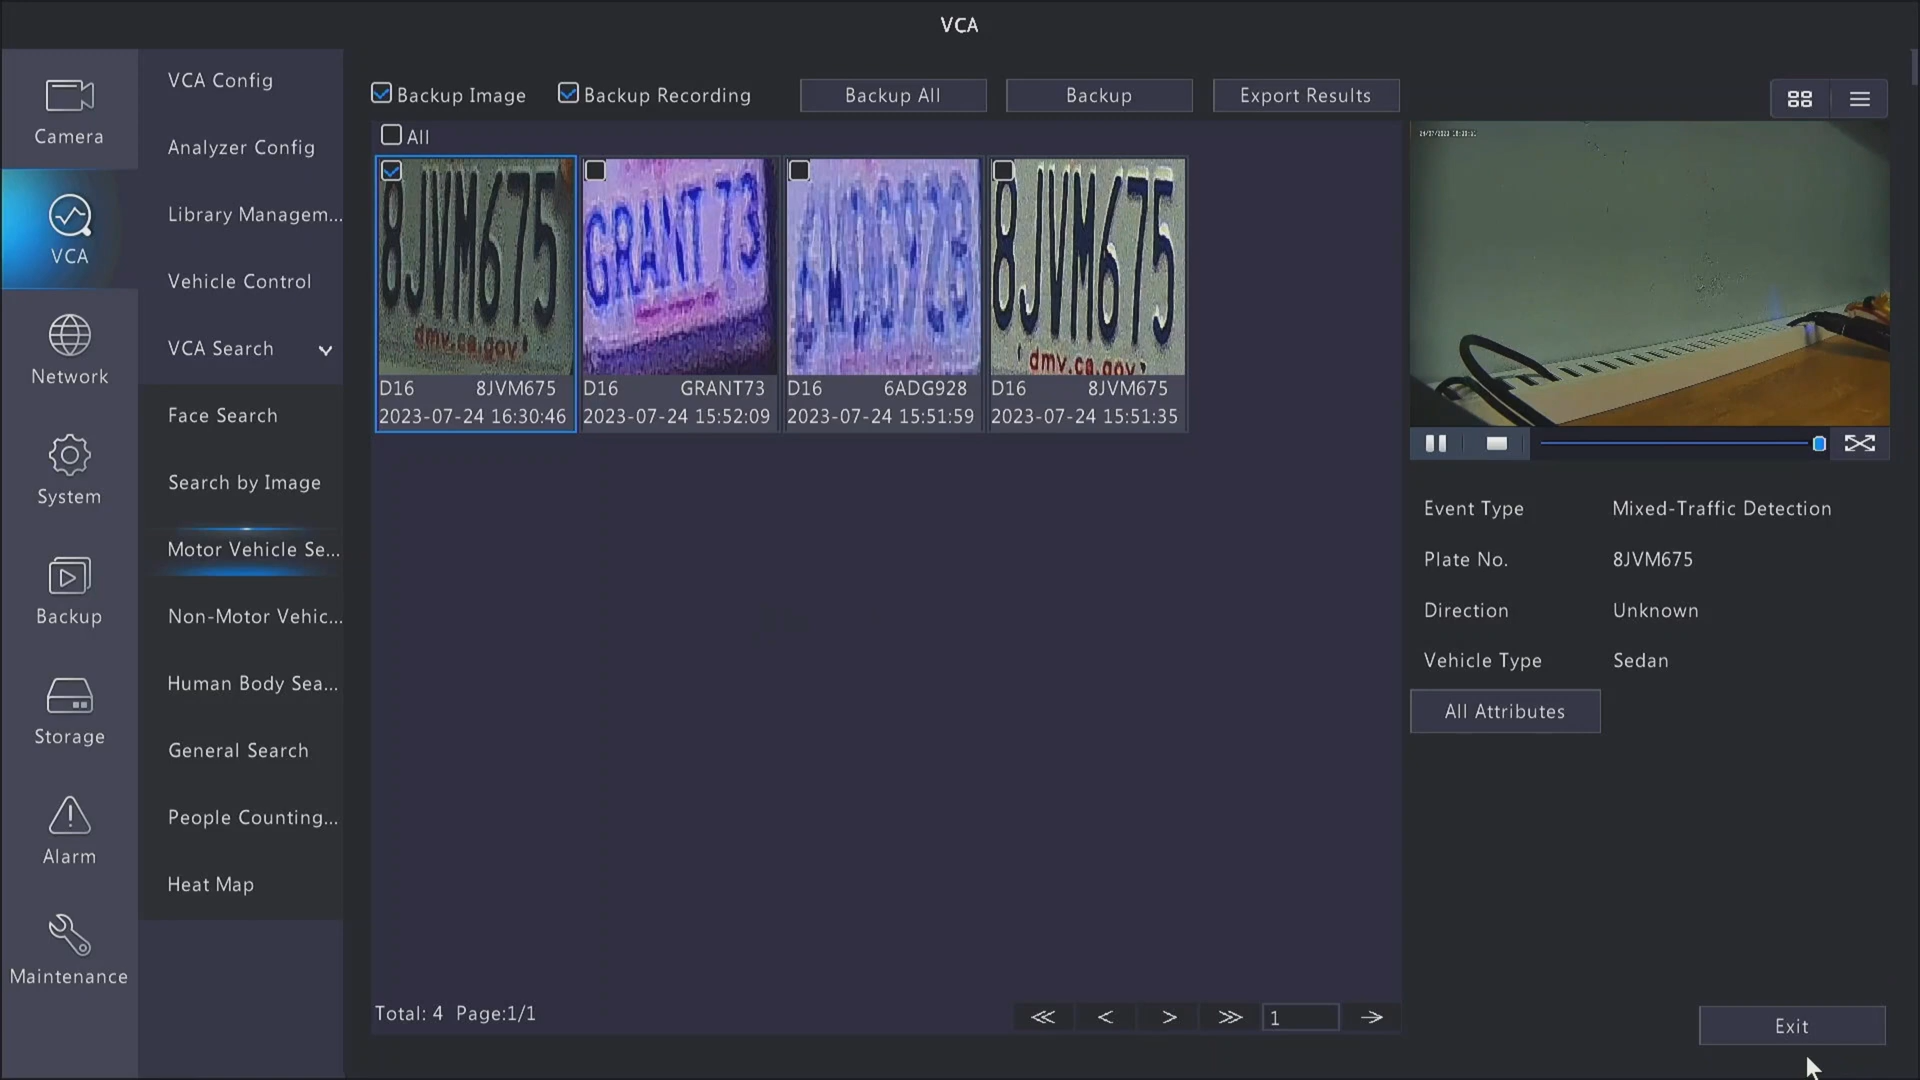 VCA
Camera
VCA
Network
System
Backup
Storage
Alarm
Maintenance
VCA Config
Analyzer Config
Library Managem...
Vehicle Control
VCA Search
Face Search
Search by Image
Motor Vehicle Se...
Non-Motor Vehic...
Human Body Sea...
General Search
People Counting...
Heat Map
Backup Image
Backup Recording
Backup All
Backup
Export Results
All
8JVM675
dmv.ca.gov
D16 8JVM675
2023-07-24 16:30:46
GRANT 73
D16 GRANT73
2023-07-24 15:52:09
D16 6ADG928
2023-07-24 15:51:59
8JVM675
dmv.ca.gov
D16 8JVM675
2023-07-24 15:51:35
Total: 4 Page:1/1
<< < > >> 1
Event Type Mixed-Traffic Detection
Plate No. 8JVM675
Direction Unknown
Vehicle Type Sedan
All Attributes
Exit